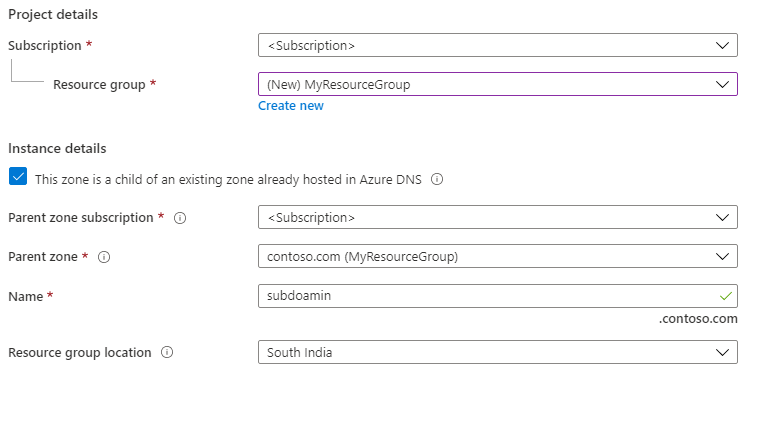 Project details
Subscription *
<Subscription>
Resource group *
(New) MyResourceGroup
Create new
Instance details
This zone is a child of an existing zone already hosted in Azure DNS
Parent zone subscription *
<Subscription>
Parent zone *
contoso.com (MyResourceGroup)
Name *
subdoamin
.contoso.com
Resource group location
South India